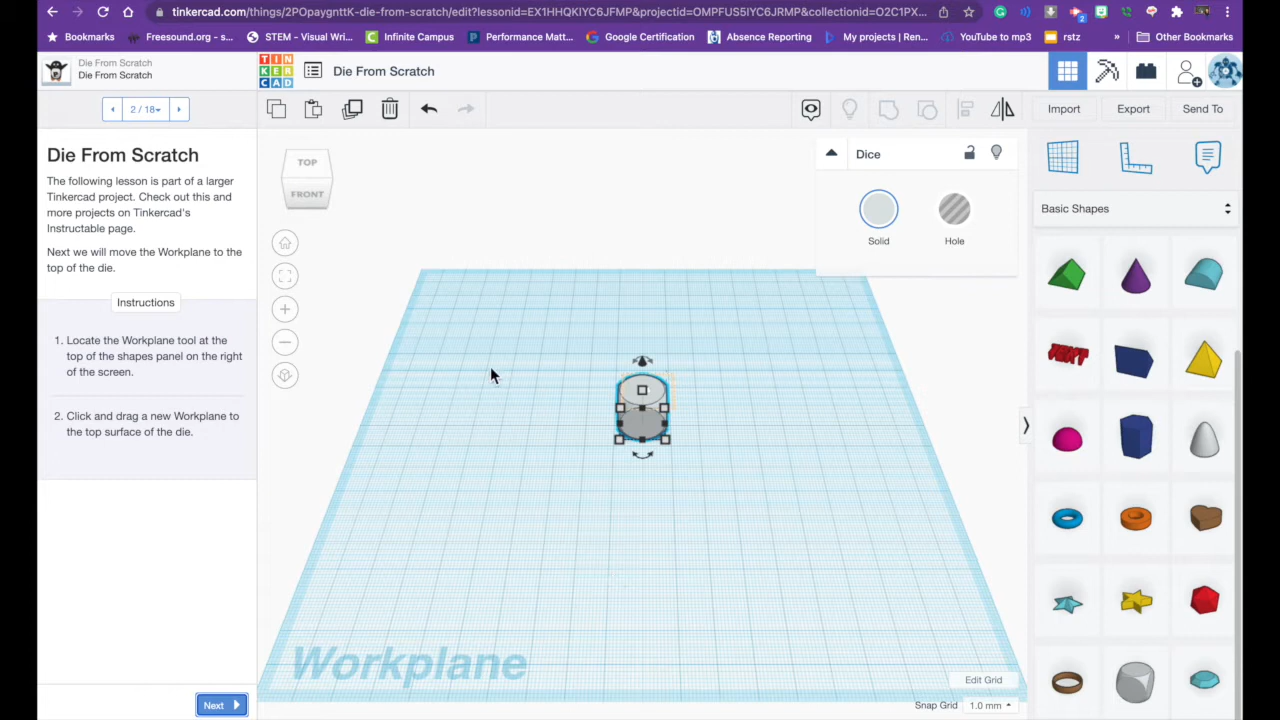 tinkercad.com/things/2POpaygnttK-die-from-scratch/edit?lessonid=EX1HHQKIYC6JFMP&projectid=OMPFUS5IYC6JRMP&collectionid=O2C1PX...
Bookmarks
Freesound.org - s...
STEM - Visual Wri...
Infinite Campus
Performance Matt...
Google Certification
Absence Reporting
My projects | Ren...
YouTube to mp3
rstz
»
Other Bookmarks
Die From Scratch
Die From Scratch
TIN
KER
CAD
Die From Scratch
2 / 18
Import
Export
Send To
Die From Scratch
The following lesson is part of a larger
Tinkercad project. Check out this and
more projects on Tinkercad's
Instructable page.
Next we will move the Workplane to the
top of the die.
Instructions
1. Locate the Workplane tool at the
top of the shapes panel on the right
of the screen.
2. Click and drag a new Workplane to
the top surface of the die.
Next
TOP
FRONT
Dice
Solid
Hole
Basic Shapes
Workplane
Edit Grid
Snap Grid 1.0 mm